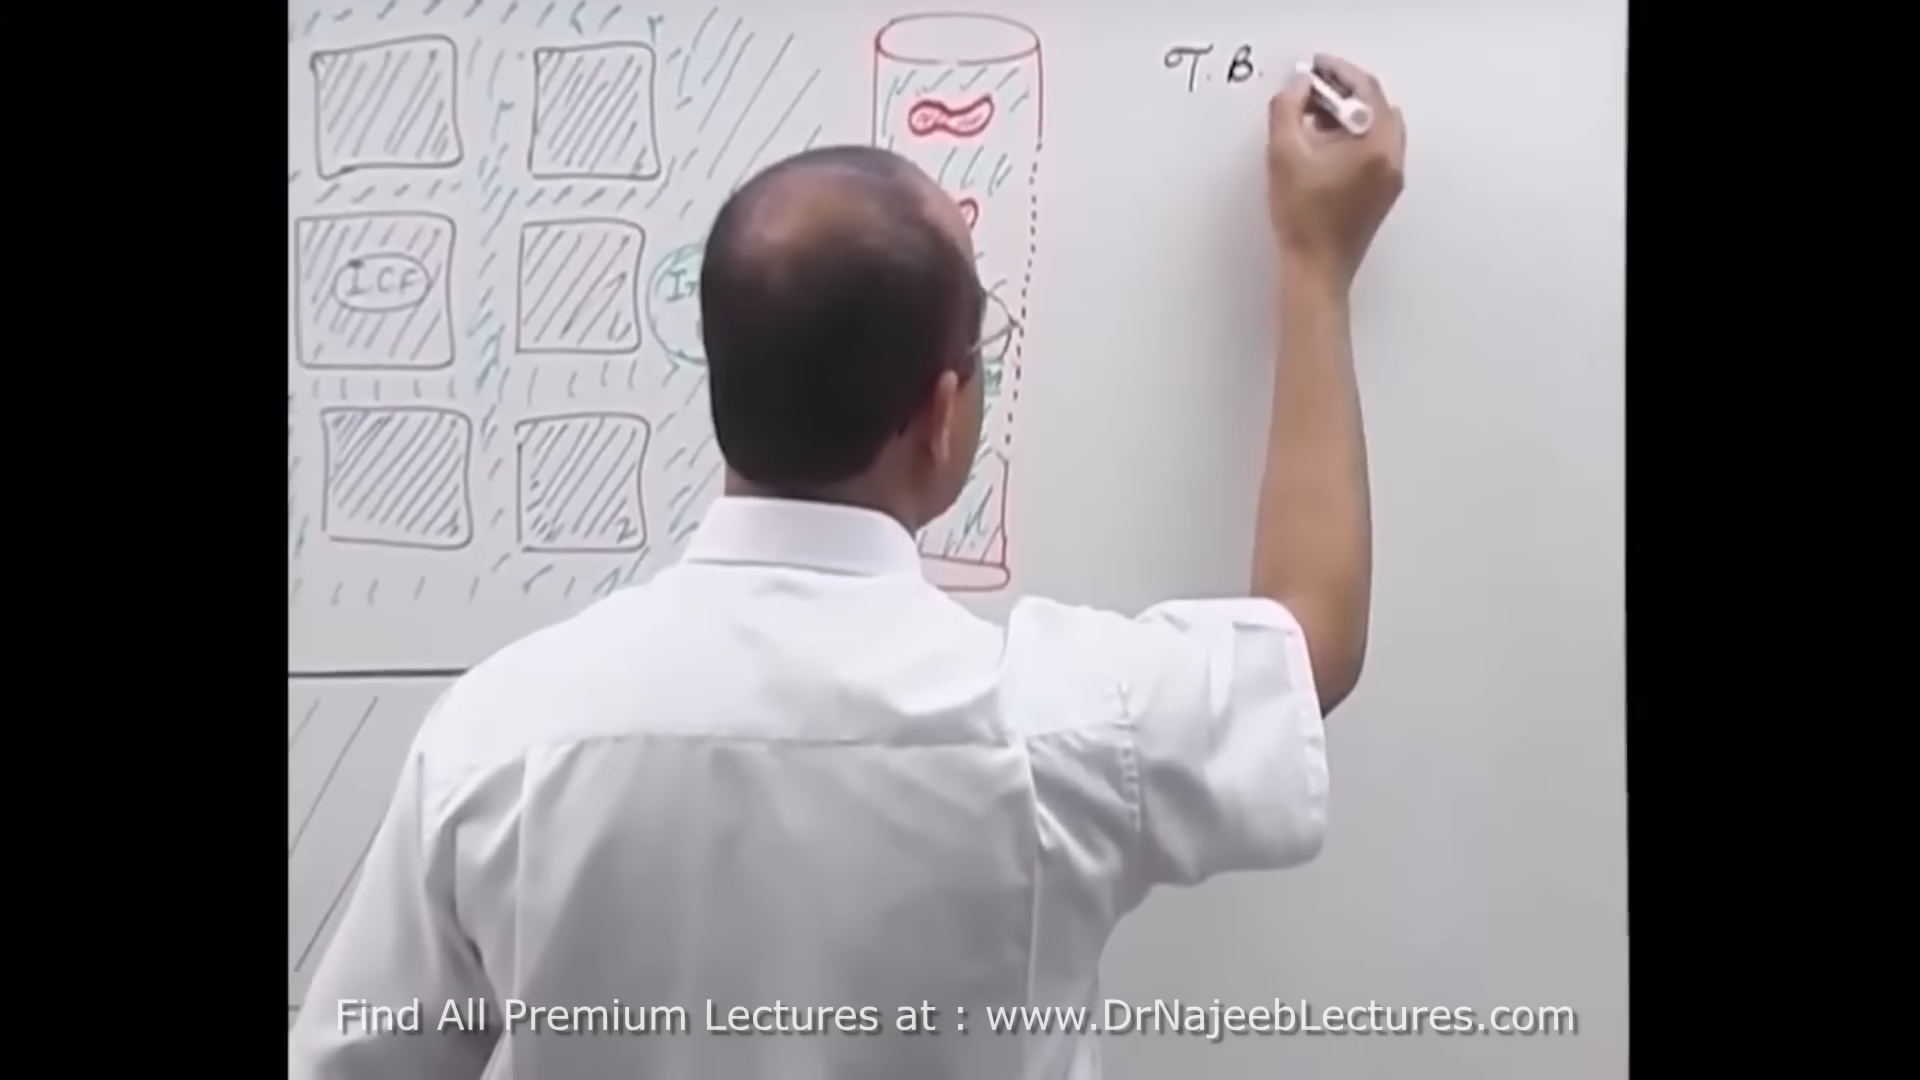 T. B.
I.C.F
Find All Premium Lectures at : www.DrNajeebLectures.com